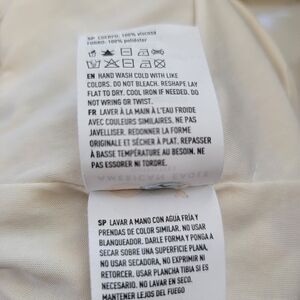 SP CUERPO: 100% viscosa
FORRO: 100% poliéster
EN HAND WASH COLD WITH LIKE
COLORS. DO NOT BLEACH. RESHAPE LAY
FLAT TO DRY. COOL IRON IF NEEDED. DO
NOT WRING OR TWIST.
FR LAVER À LA MAIN À L'EAU FROIDE
AVEC COULEURS SIMILAIRES. NE PAS
JAVELLISER. REDONNER LA FORME
ORIGINALE ET SÉCHER À PLAT. REPASSER
À BASSE TEMPÉRATURE AU BESOIN. NE
PAS ESSORER NI TORDRE.
AMERICAN EAGLE
SP LAVAR A MANO CON AGUA FRÍA Y
PRENDAS DE COLOR SIMILAR. NO USAR
BLANQUEADOR. DARLE FORMA Y PONGA A
SECAR SOBRE UNA SUPERFICIE PLANA.
NO USAR SECADORA, NO EXPRIMIR NI
RETORCER. USAR PLANCHA TIBIA SI ES
NECESARIO. NO LAVAR EN SECO.
MANTENER LEJOS DEL FUEGO